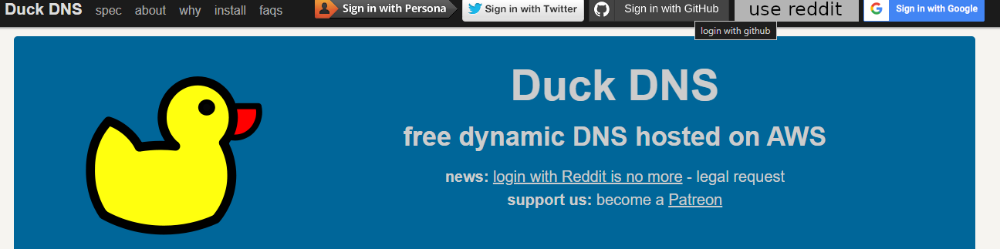 Duck DNS spec about why install faqs Sign in with Persona Sign in with Twitter Sign in with GitHub use reddit Sign in with Google
login with github
Duck DNS
free dynamic DNS hosted on AWS
news: login with Reddit is no more - legal request
support us: become a Patreon